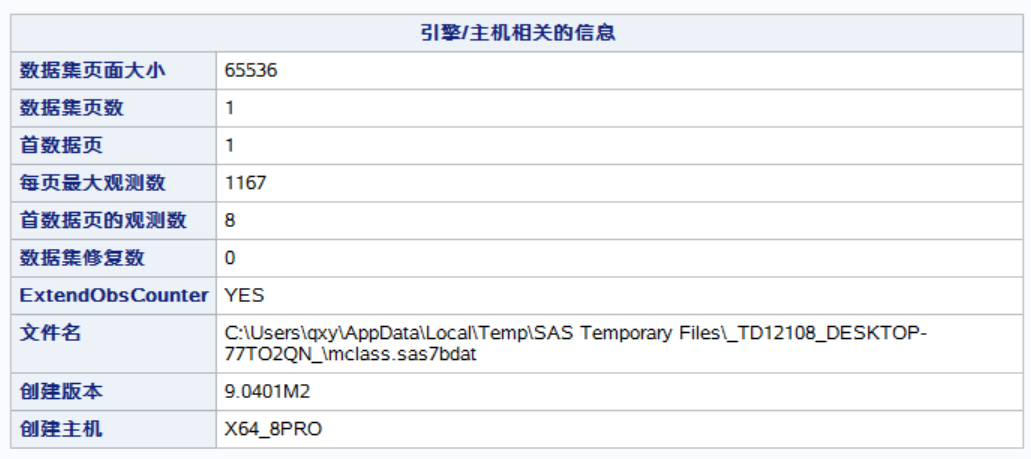 引擎/主机相关的信息
数据集页面大小 65536
数据集页数 1
首数据页 1
每页最大观测数 1167
首数据页的观测数 8
数据集修复数 0
ExtendObsCounter YES
文件名 C:\Users\qxy\AppData\Local\Temp\SAS Temporary Files\_TD12108_DESKTOP-
77TO2QN_\mclass.sas7bdat
创建版本 9.0401M2
创建主机 X64_8PRO